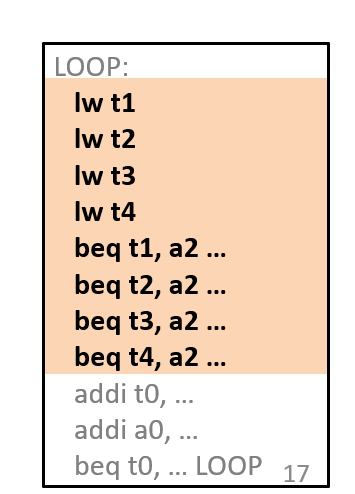 LOOP:
lw t1
lw t2
lw t3
lw t4
beq t1, a2 ...
beq t2, a2 ...
beq t3, a2 ...
beq t4, a2 ...
addi t0, ...
addi a0, ...
beq t0, ... LOOP 17